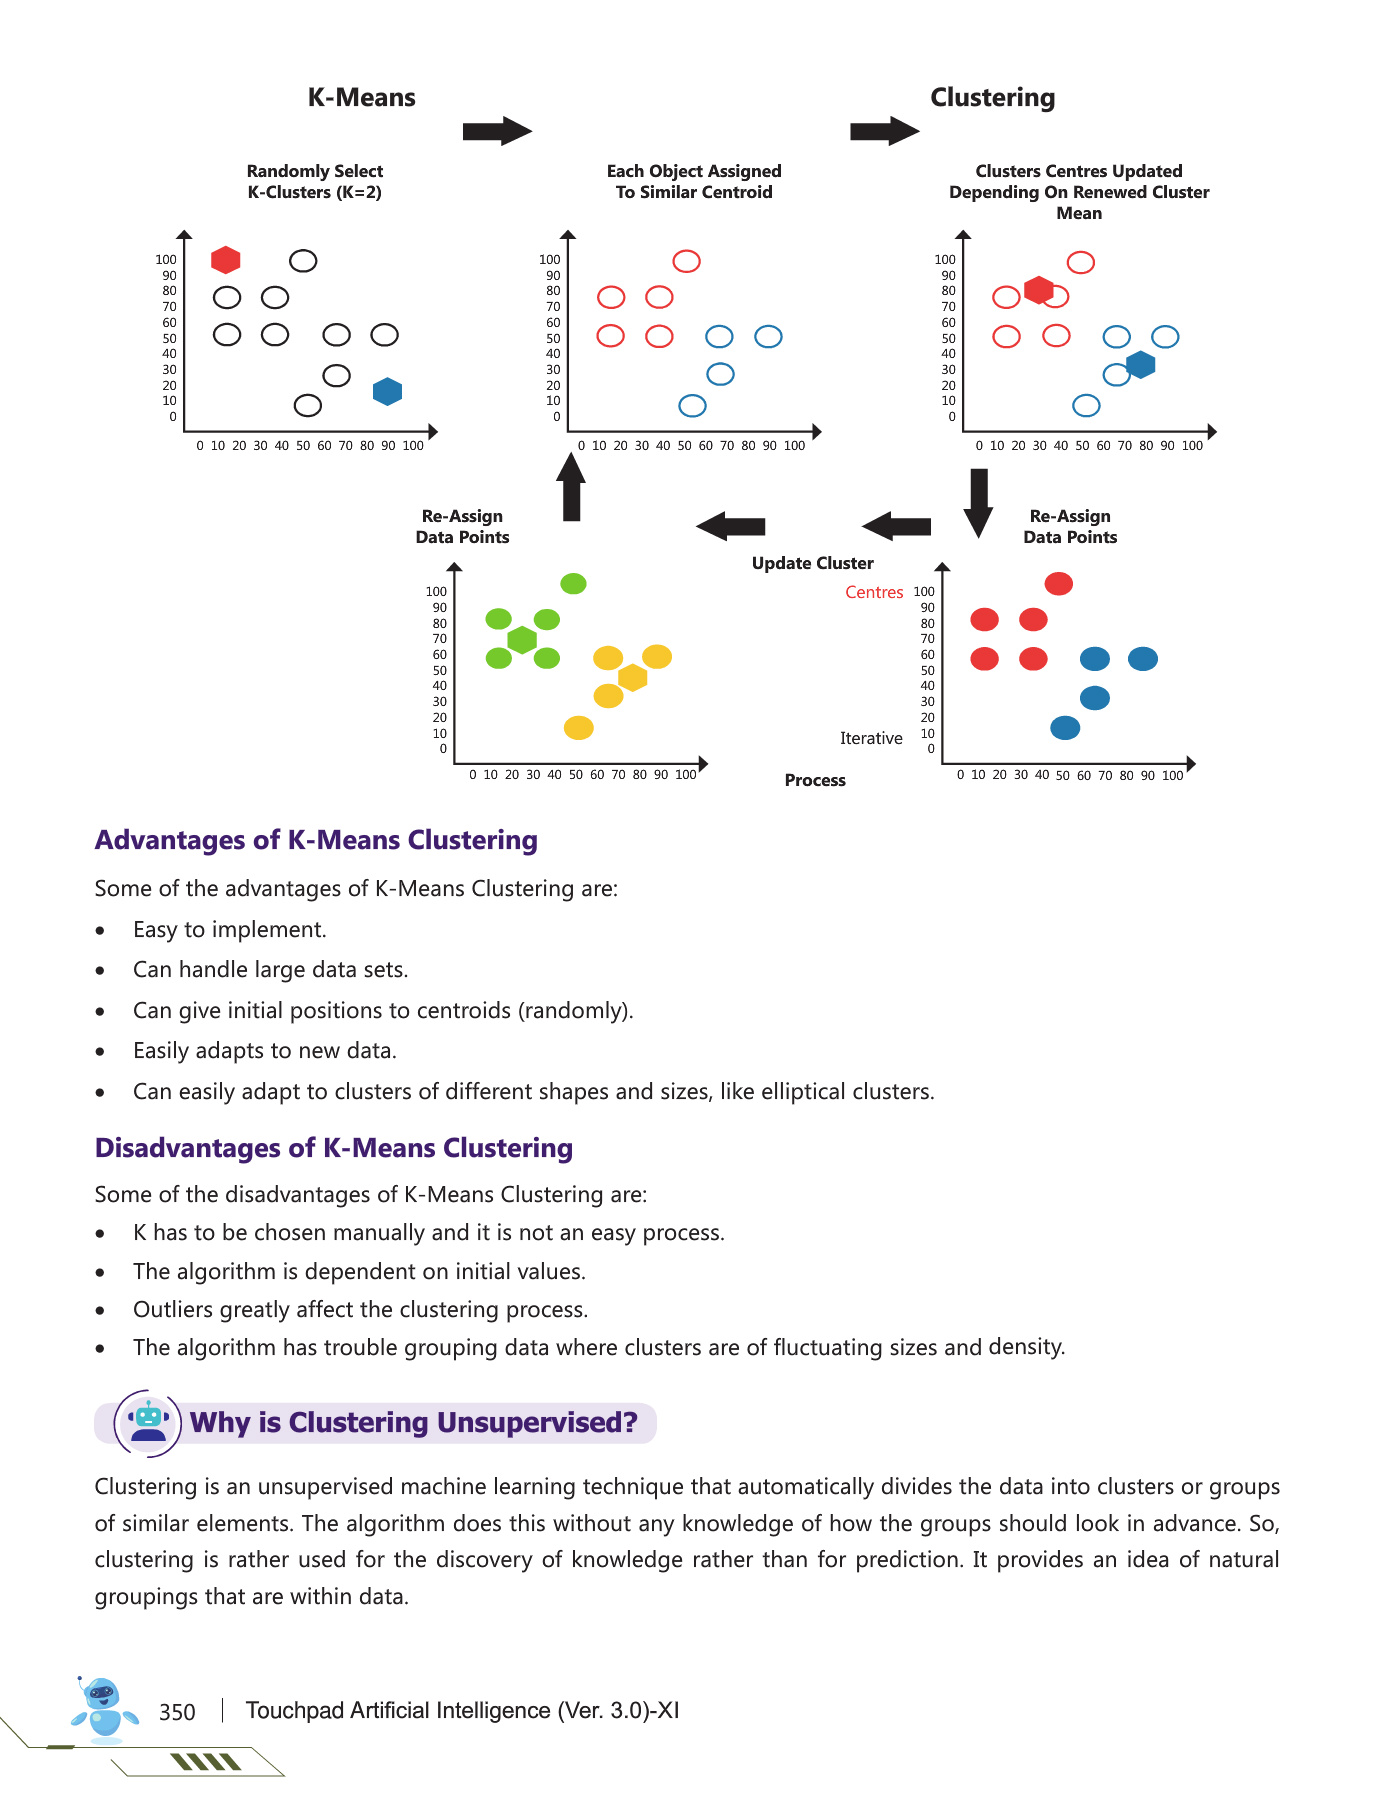 K-Means
Clustering
Randomly Select
K-Clusters (K=2)
Each Object Assigned
To Similar Centroid
Clusters Centres Updated
Depending On Renewed Cluster
Mean
100
90
80
70
60
50
40
30
20
10
0
0 10 20 30 40 50 60 70 80 90 100
100
90
80
70
60
50
40
30
20
10
0
0 10 20 30 40 50 60 70 80 90 100
100
90
80
70
60
50
40
30
20
10
0
0 10 20 30 40 50 60 70 80 90 100
Re-Assign
Data Points
Re-Assign
Data Points
Update Cluster
Centres
100
90
80
70
60
50
40
30
20
10
0
0 10 20 30 40 50 60 70 80 90 100
Iterative
Process
100
90
80
70
60
50
40
30
20
10
0
0 10 20 30 40 50 60 70 80 90 100
Advantages of K-Means Clustering
Some of the advantages of K-Means Clustering are:
• Easy to implement.
• Can handle large data sets.
• Can give initial positions to centroids (randomly).
• Easily adapts to new data.
• Can easily adapt to clusters of different shapes and sizes, like elliptical clusters.
Disadvantages of K-Means Clustering
Some of the disadvantages of K-Means Clustering are:
• K has to be chosen manually and it is not an easy process.
• The algorithm is dependent on initial values.
• Outliers greatly affect the clustering process.
• The algorithm has trouble grouping data where clusters are of fluctuating sizes and density.
Why is Clustering Unsupervised?
Clustering is an unsupervised machine learning technique that automatically divides the data into clusters or groups
of similar elements. The algorithm does this without any knowledge of how the groups should look in advance. So,
clustering is rather used for the discovery of knowledge rather than for prediction. It provides an idea of natural
groupings that are within data.
350 | Touchpad Artificial Intelligence (Ver. 3.0)-XI